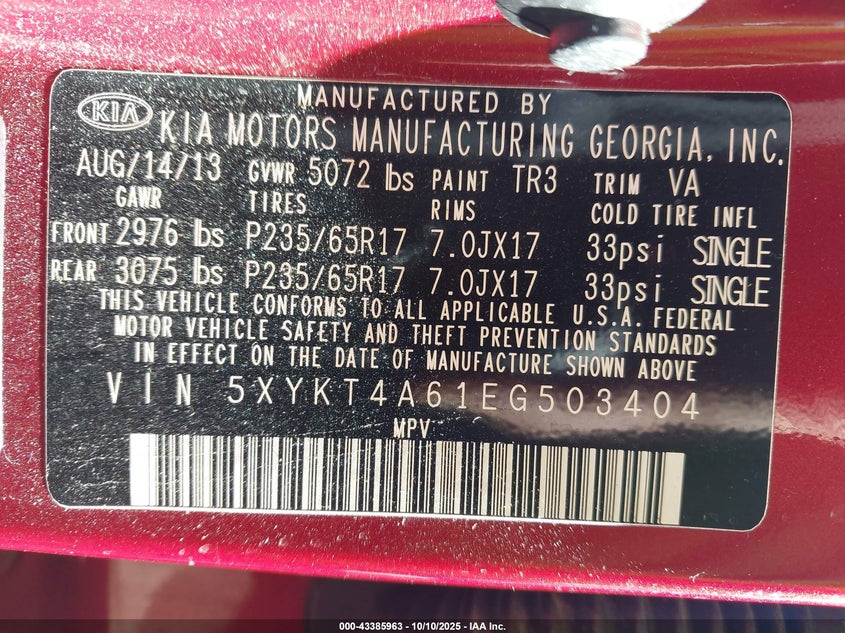 MANUFACTURED BY
KIA KIA MOTORS MANUFACTURING GEORGIA, INC.
AUG/14/13 GVWR 5072 lbs PAINT TR3 TRIM VA
GAWR TIRES RIMS COLD TIRE INFL
FRONT 2976 lbs P235/65R17 7.0JX17 33psi SINGLE
REAR 3075 lbs P235/65R17 7.0JX17 33psi SINGLE
THIS VEHICLE CONFORMS TO ALL APPLICABLE U.S.A. FEDERAL
MOTOR VEHICLE SAFETY AND THEFT PREVENTION STANDARDS
IN EFFECT ON THE DATE OF MANUFACTURE SHOWN ABOVE
VIN 5XYKT4A61EG503404
MPV
000-43385963 - 10/10/2025 - IAA Inc.